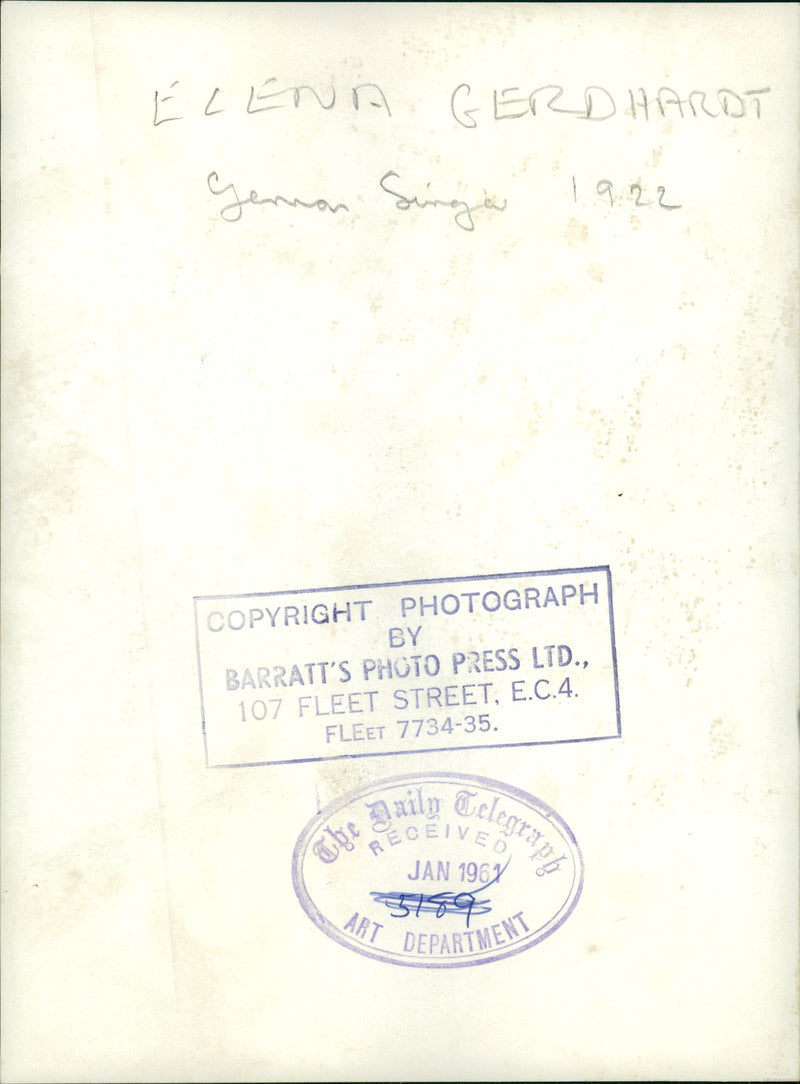 ELENA GERDHARDT
German Singer 1922
COPYRIGHT PHOTOGRAPH
BY
BARRATT'S PHOTO PRESS LTD.,
107 FLEET STREET, E.C.4.
FLEET 7734-35.
The Daily Telegraph
RECEIVED
JAN 1961
5189
ART DEPARTMENT